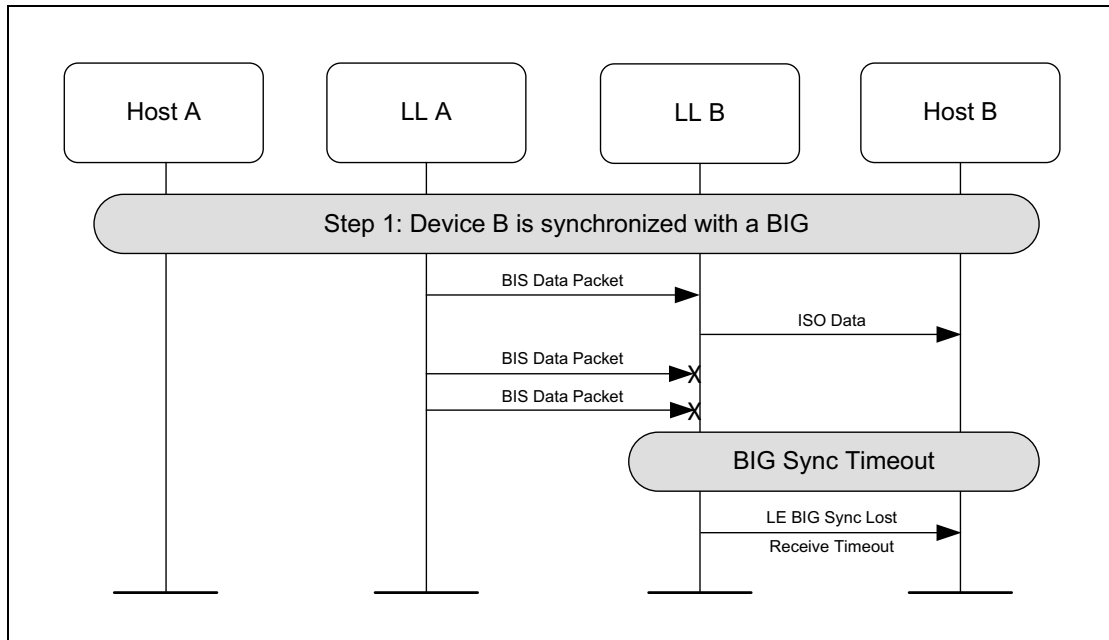 Host A
LL A
LL B
Host B
Step 1: Device B is synchronized with a BIG
BIS Data Packet
ISO Data
BIS Data Packet
X
BIS Data Packet
X
BIG Sync Timeout
LE BIG Sync Lost
Receive Timeout